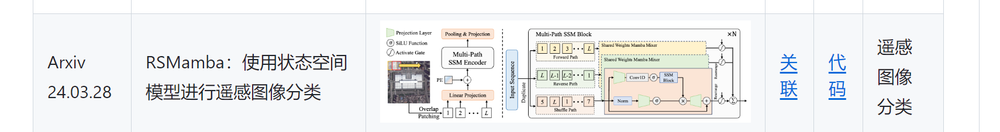 Arxiv
24.03.28
RSMamba：使用状态空间
模型进行遥感图像分类
Projection Layer
σ SiLU Function
Activate Gate
Overlap
Patching
1 2 ··· L
Linear Projection
PE
+
Multi-Path
SSM Encoder
Pooling & Projection
Input Sequence
Duplicate
Multi-Path SSM Block
×N
1 2 3 ··· L
Forward Path
L L-1 L-2 ··· 1
Reverse Path
5 L 1 ··· 7
Shuffle Path
Shared Weights Mamba Mixer
Shared Weights Mamba Mixer
Conv1D σ SSM
Block
Norm σ × +
Rearrange
Rearrange
Σ
关
联
代
码
遥感
图像
分类